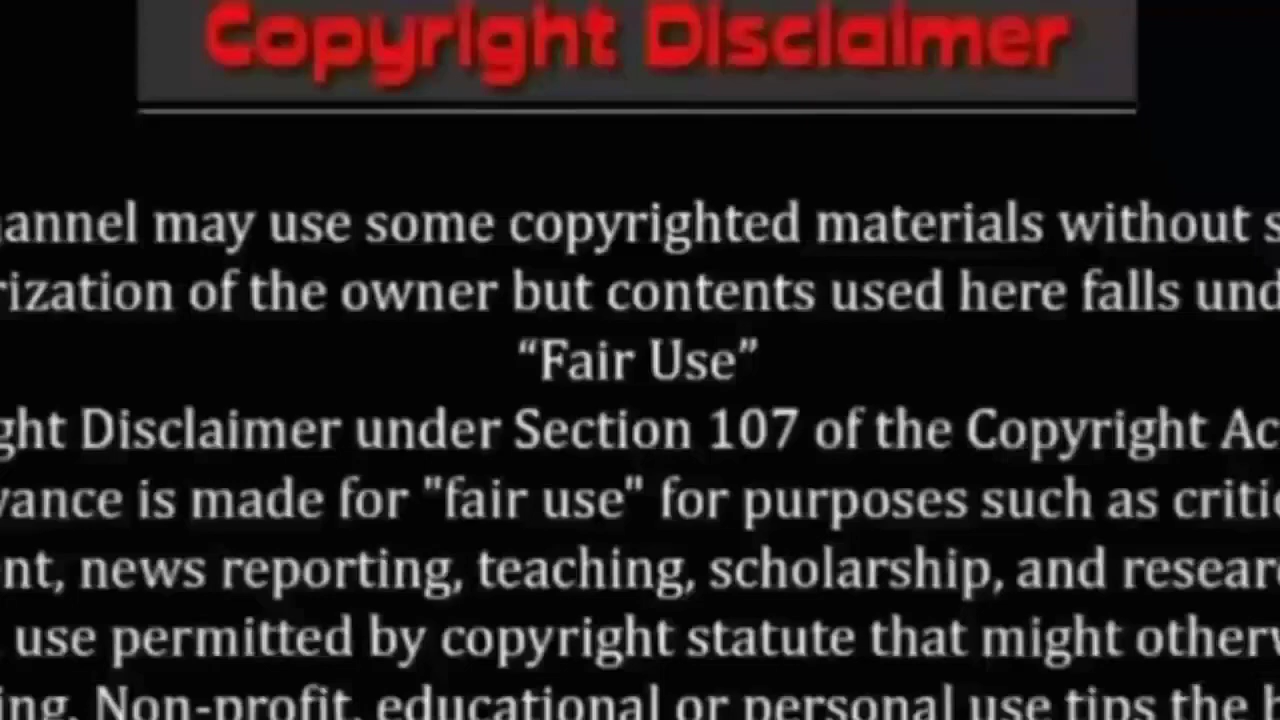 Copyright Disclaimer
hannel may use some copyrighted materials without s
rization of the owner but contents used here falls und
“Fair Use”
ght Disclaimer under Section 107 of the Copyright Ac
vance is made for "fair use" for purposes such as critic
nt, news reporting, teaching, scholarship, and resear
use permitted by copyright statute that might otherw
ing. Non-profit, educational or personal use tips the b